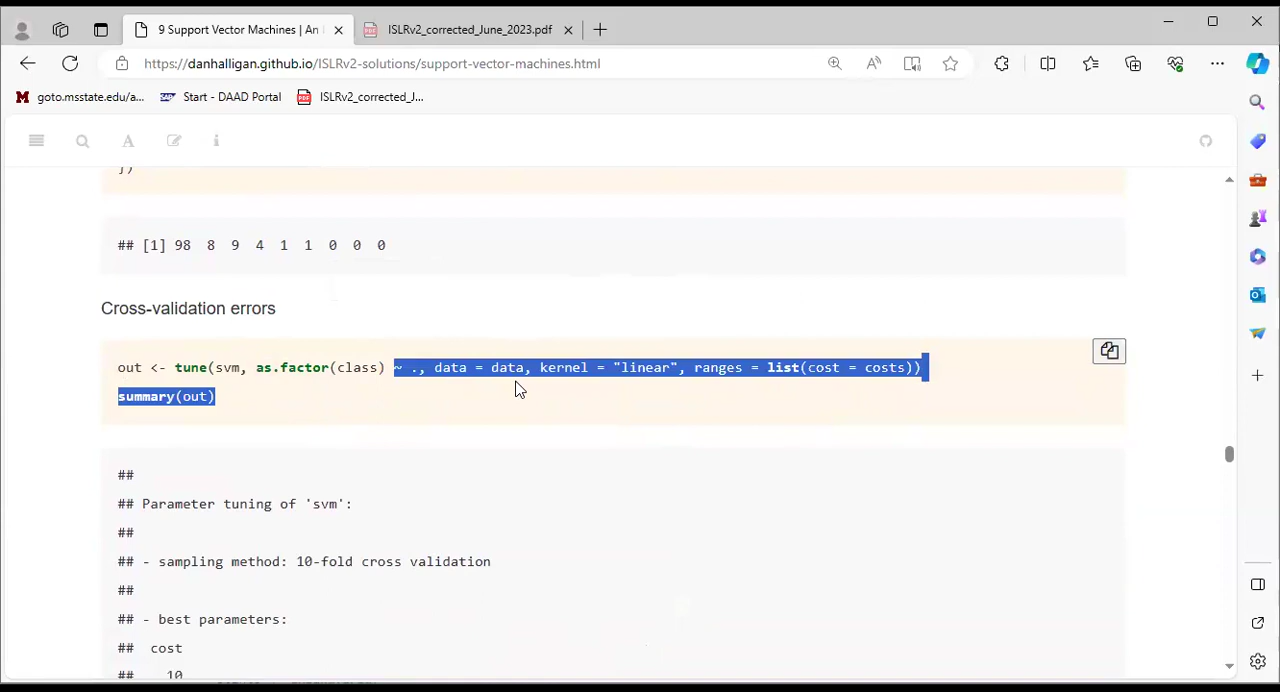 9 Support Vector Machines | An I
ISLRv2_corrected_June_2023.pdf
https://danhalligan.github.io/ISLRv2-solutions/support-vector-machines.html
goto.msstate.edu/a...
Start - DAAD Portal
ISLRv2_corrected_J...
})
## [1] 98 8 9 4 1 1 0 0 0
Cross-validation errors
out <- tune(svm, as.factor(class) ~ ., data = data, kernel = "linear", ranges = list(cost = costs))
summary(out)
##
## Parameter tuning of 'svm':
##
## - sampling method: 10-fold cross validation
##
## - best parameters:
## cost
## 10